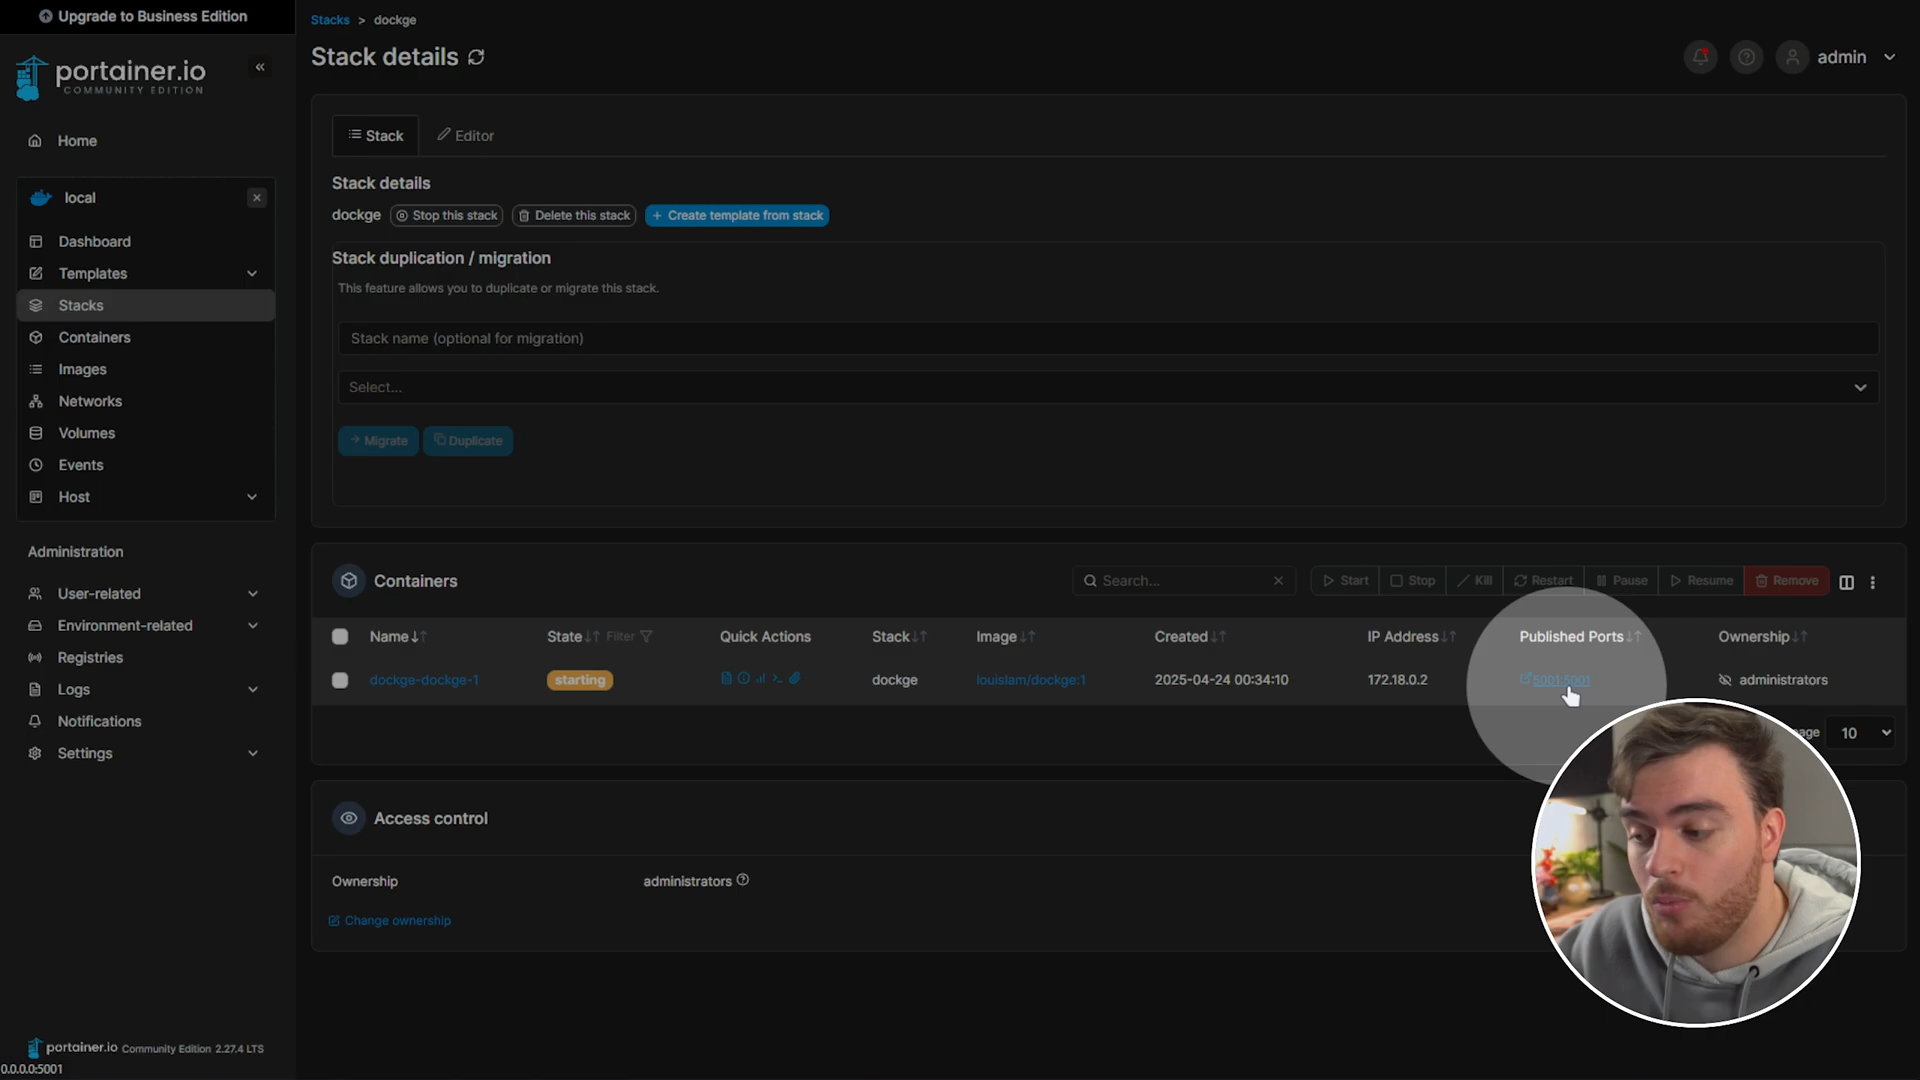 Upgrade to Business Edition
portainer.io
COMMUNITY EDITION
Home
local
Dashboard
Templates
Stacks
Containers
Images
Networks
Volumes
Events
Host
Administration
User-related
Environment-related
Registries
Logs
Notifications
Settings
portainer.io Community Edition 2.27.4 LTS
0.0.0.0:5001
Stacks > dockge
Stack details
admin
Stack
Editor
Stack details
dockge Stop this stack Delete this stack + Create template from stack
Stack duplication / migration
This feature allows you to duplicate or migrate this stack.
Stack name (optional for migration)
Select...
Migrate Duplicate
Containers
Search...
Start Stop Kill Restart Pause Resume Remove
Name State Filter Quick Actions Stack Image Created IP Address Published Ports Ownership
dockge-dockge-1 starting dockge louislam/dockge:1 2025-04-24 00:34:10 172.18.0.2 5001:5001 administrators
10
Access control
Ownership administrators
Change ownership